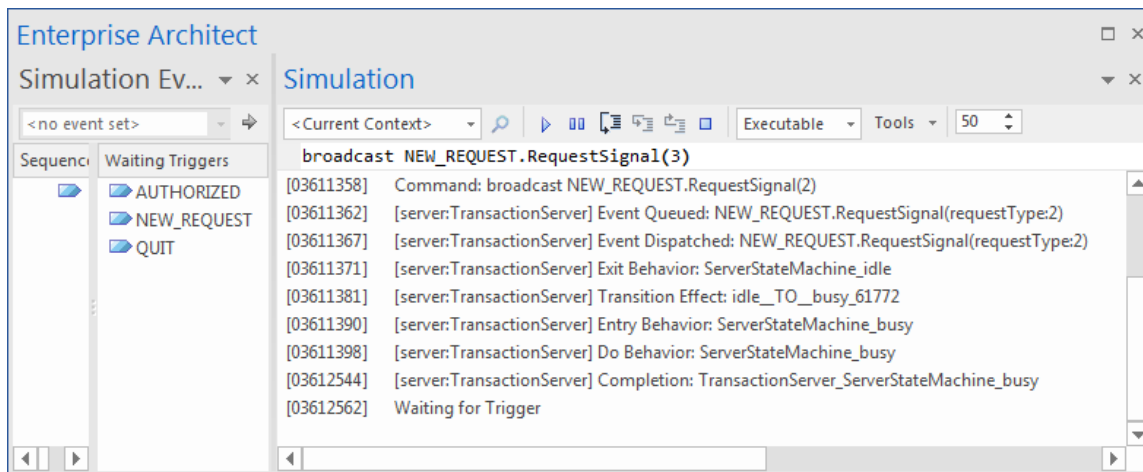 Enterprise Architect
Simulation Ev...
Simulation
<no event set>
<Current Context>
Executable
Tools
50
Sequence
Waiting Triggers
AUTHORIZED
NEW_REQUEST
QUIT
broadcast NEW_REQUEST.RequestSignal(3)
[03611358] Command: broadcast NEW_REQUEST.RequestSignal(2)
[03611362] [server:TransactionServer] Event Queued: NEW_REQUEST.RequestSignal(requestType:2)
[03611367] [server:TransactionServer] Event Dispatched: NEW_REQUEST.RequestSignal(requestType:2)
[03611371] [server:TransactionServer] Exit Behavior: ServerStateMachine_idle
[03611381] [server:TransactionServer] Transition Effect: idle__TO__busy_61772
[03611390] [server:TransactionServer] Entry Behavior: ServerStateMachine_busy
[03611398] [server:TransactionServer] Do Behavior: ServerStateMachine_busy
[03612544] [server:TransactionServer] Completion: TransactionServer_ServerStateMachine_busy
[03612562] Waiting for Trigger